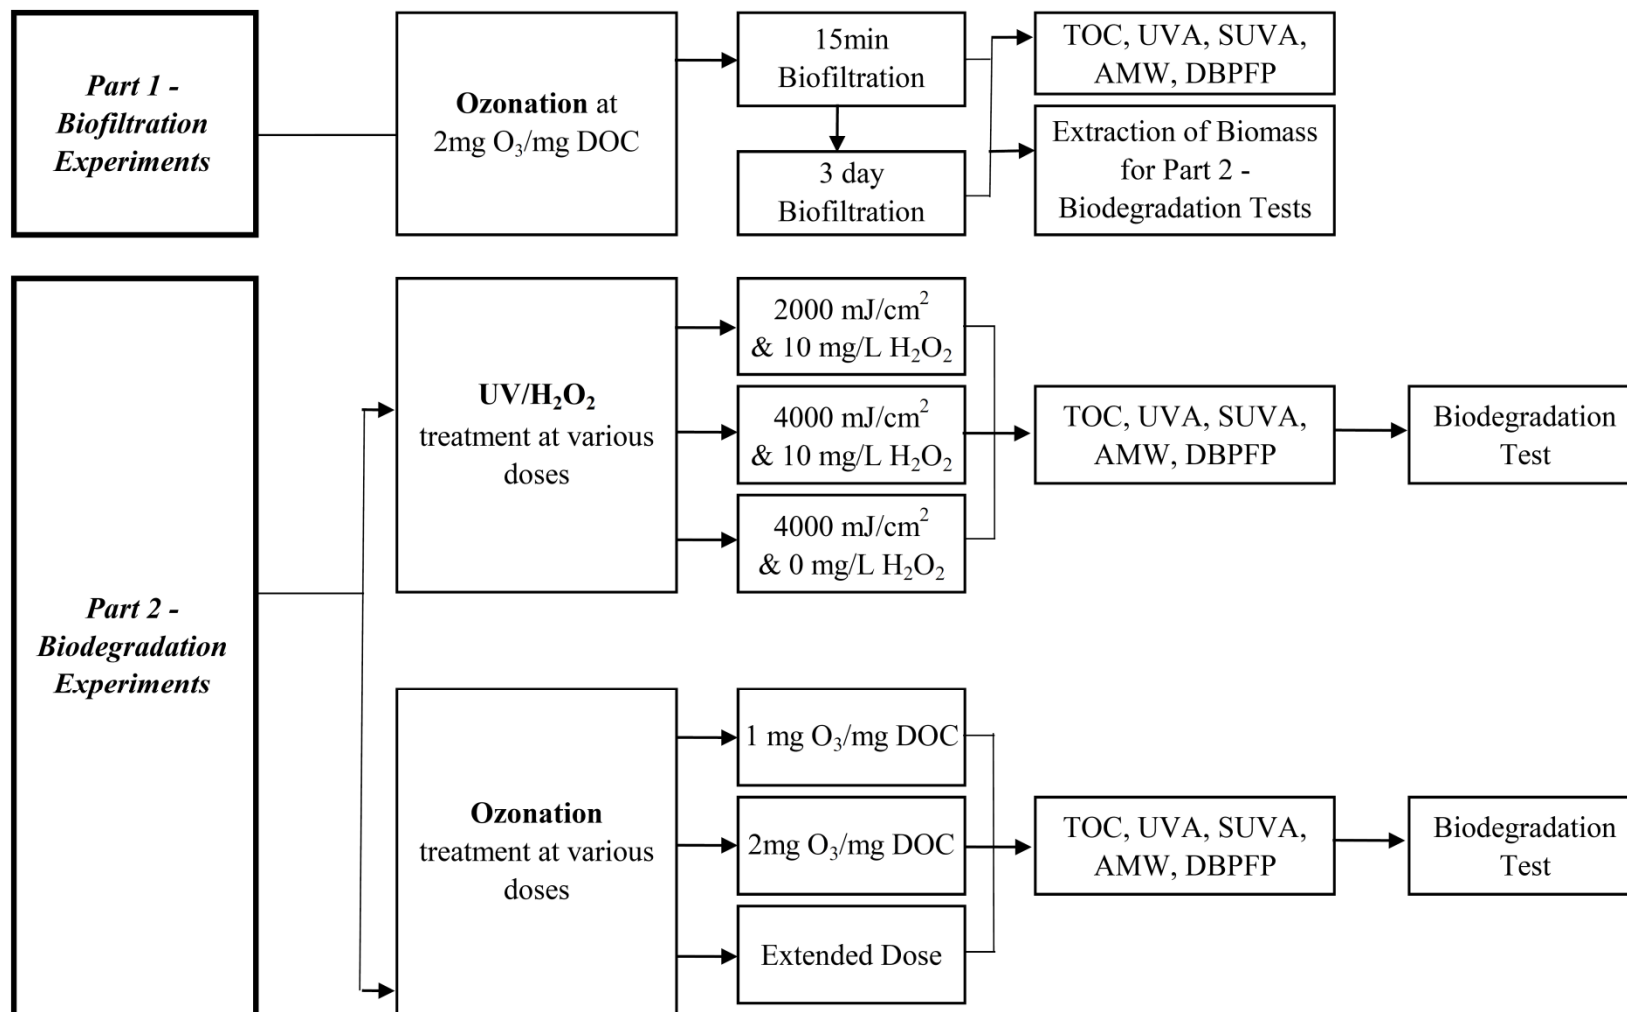 Part 1 -
Biofiltration
Experiments
Ozonation at
2mg O₃/mg DOC
15min
Biofiltration
3 day
Biofiltration
TOC, UVA, SUVA,
AMW, DBPFP
Extraction of Biomass
for Part 2 -
Biodegradation Tests
Part 2 -
Biodegradation
Experiments
UV/H₂O₂
treatment at various
doses
2000 mJ/cm²
& 10 mg/L H₂O₂
4000 mJ/cm²
& 10 mg/L H₂O₂
4000 mJ/cm²
& 0 mg/L H₂O₂
TOC, UVA, SUVA,
AMW, DBPFP
Biodegradation
Test
Ozonation
treatment at various
doses
1 mg O₃/mg DOC
2mg O₃/mg DOC
Extended Dose
TOC, UVA, SUVA,
AMW, DBPFP
Biodegradation
Test